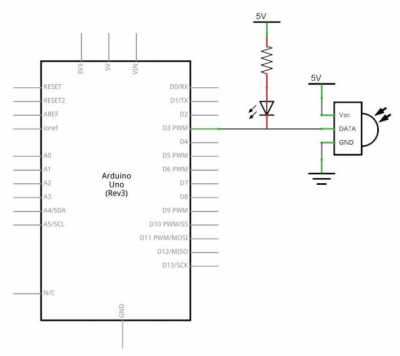 5V
3V3
5V
VIN
5V
RESET
RESET2
AREF
ioref
A0
A1
A2
A3
A4/SDA
A5/SCL
N/C
Arduino
Uno
(Rev3)
D0/RX
D1/TX
D2
D3 PWM
D4
D5 PWM
D6 PWM
D7
D8
D9 PWM
D10 PWM/SS
D11 PWM/MOSI
D12/MISO
D13/SCK
GND
Vcc
DATA
GND